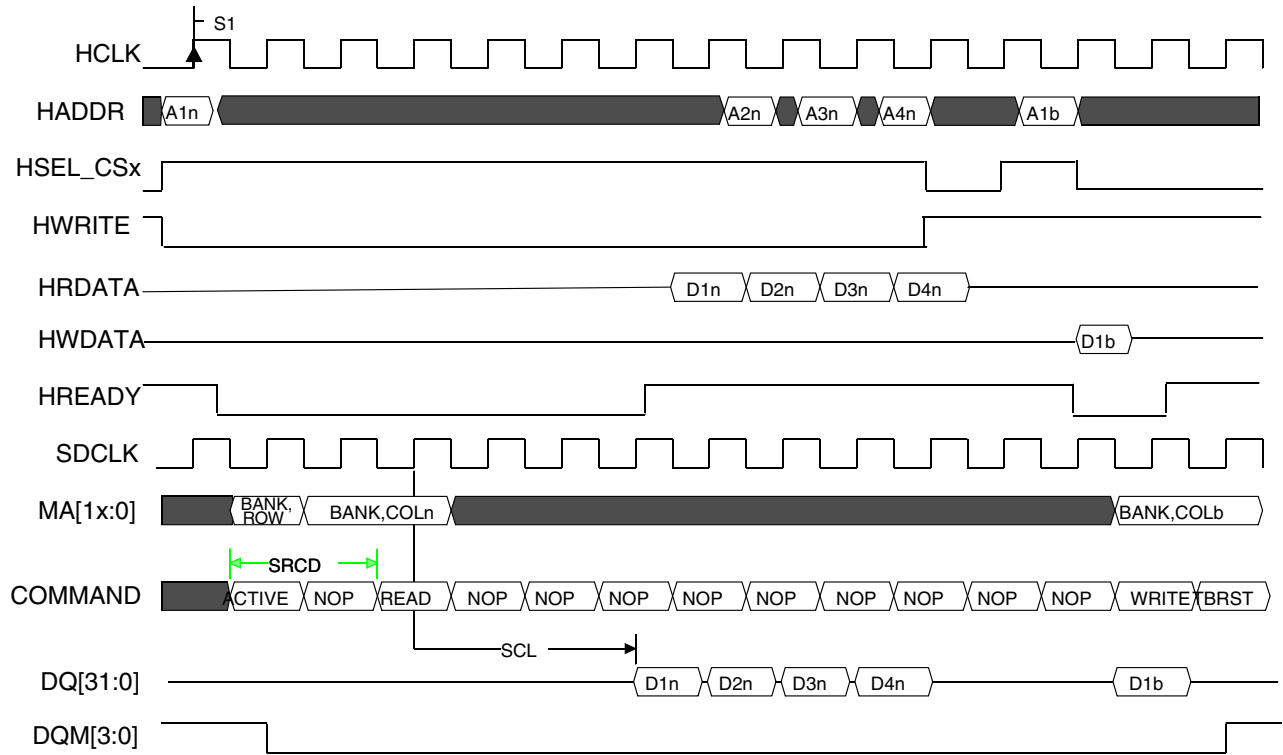 S1
HCLK
HADDR A1n A2n A3n A4n A1b
HSEL_CSx
HWRITE
HRDATA D1n D2n D3n D4n
HWDATA D1b
HREADY
SDCLK
MA[1x:0] BANK, ROW BANK,COLn BANK,COLb
SRCD
COMMAND ACTIVE NOP READ NOP NOP NOP NOP NOP NOP NOP NOP NOP WRITE TBRST
SCL
DQ[31:0] D1n D2n D3n D4n D1b
DQM[3:0]